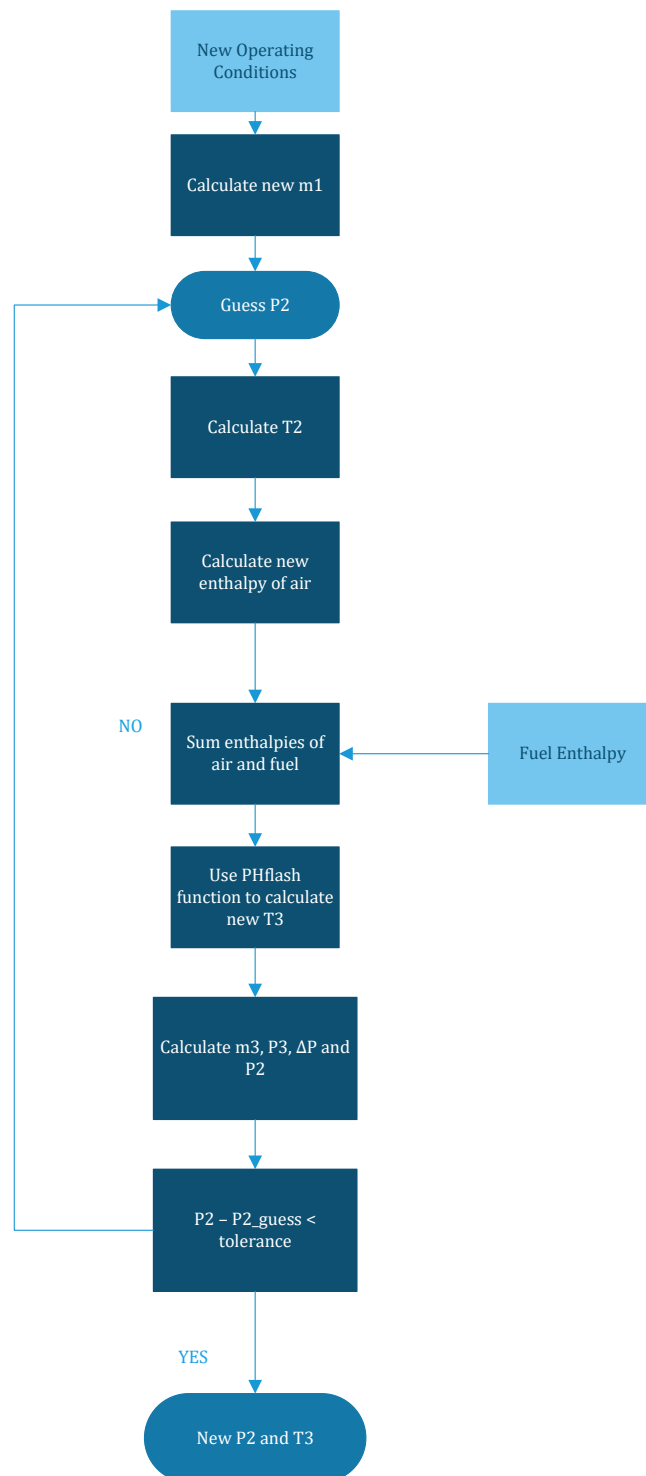 New Operating
Conditions
Calculate new m1
Guess P2
Calculate T2
Calculate new
enthalpy of air
NO
Sum enthalpies of
air and fuel
Fuel Enthalpy
Use PHflash
function to calculate
new T3
Calculate m3, P3, ΔP and
P2
P2 – P2_guess <
tolerance
YES
New P2 and T3